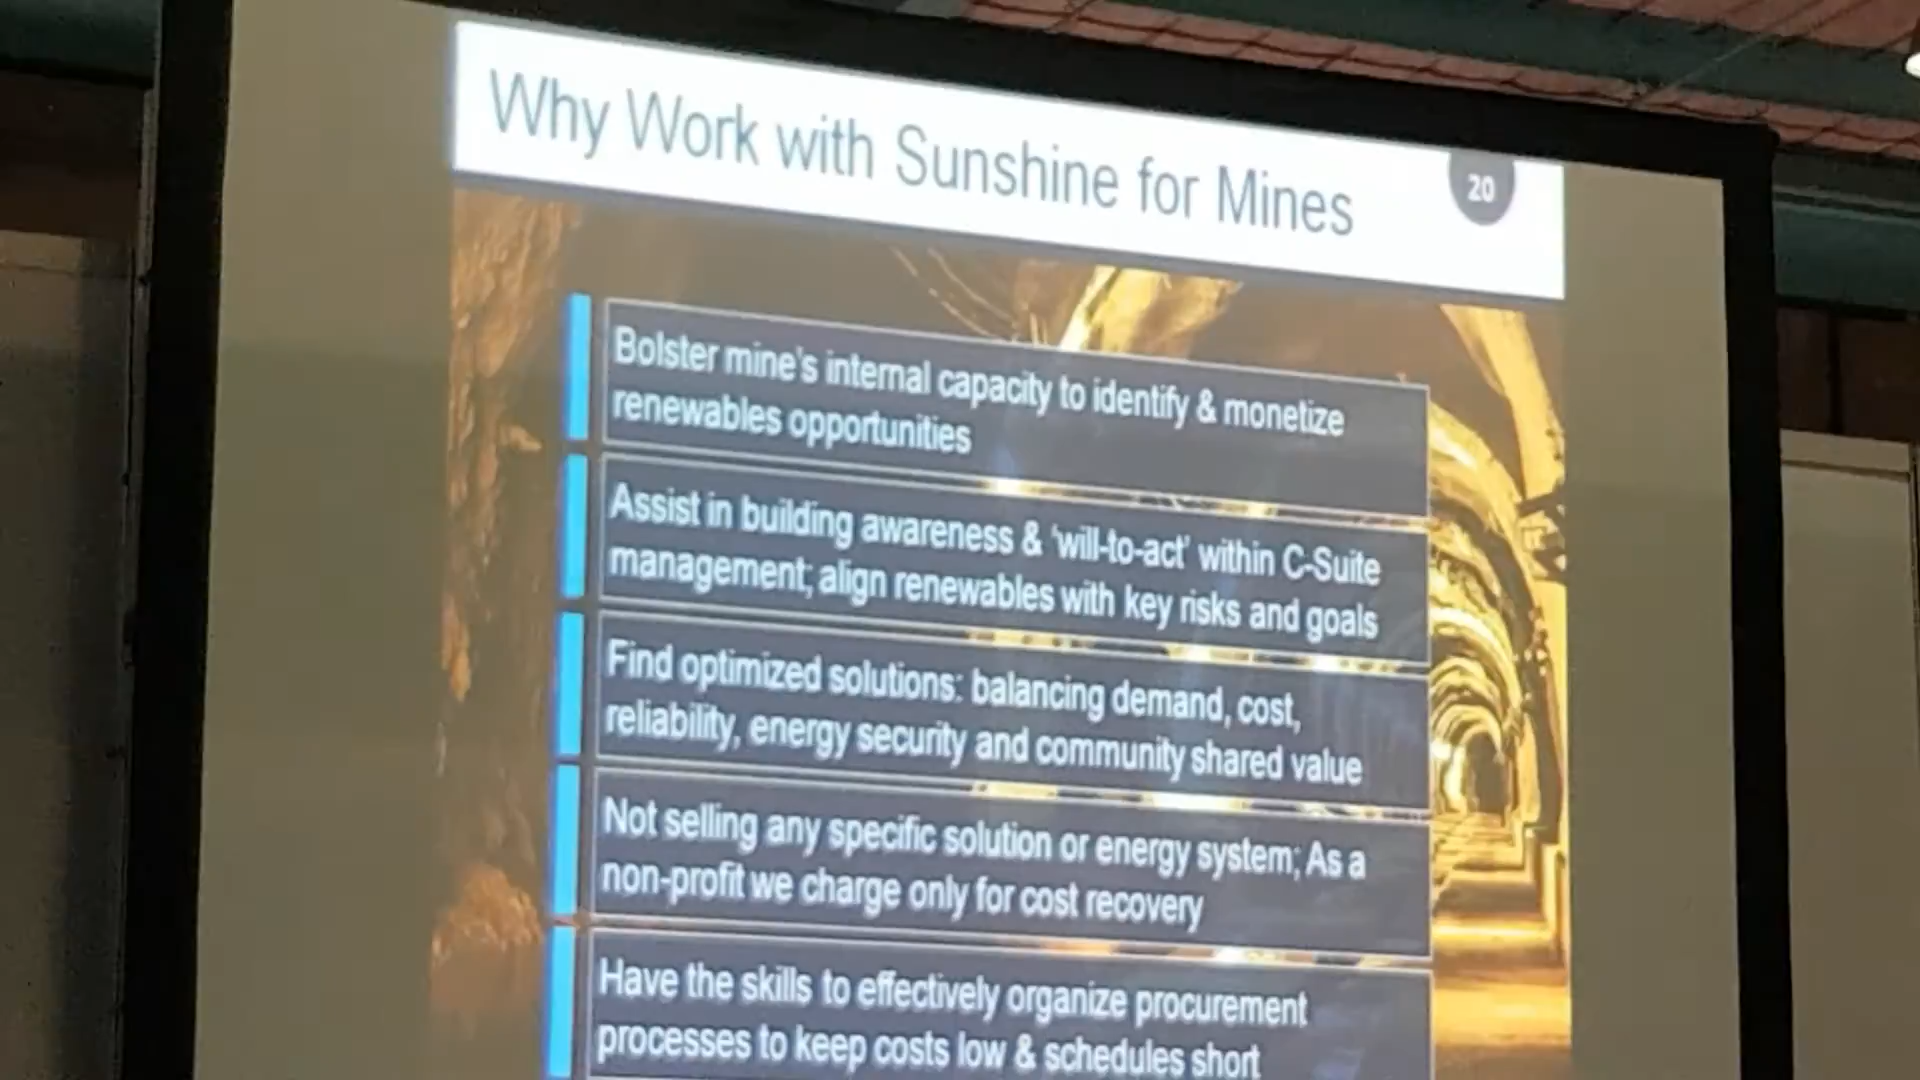 Why Work with Sunshine for Mines
20
Bolster mine's internal capacity to identify & monetize
renewables opportunities
Assist in building awareness & 'will-to-act' within C-Suite
management; align renewables with key risks and goals
Find optimized solutions: balancing demand, cost,
reliability, energy security and community shared value
Not selling any specific solution or energy system; As a
non-profit we charge only for cost recovery
Have the skills to effectively organize procurement
processes to keep costs low & schedules short